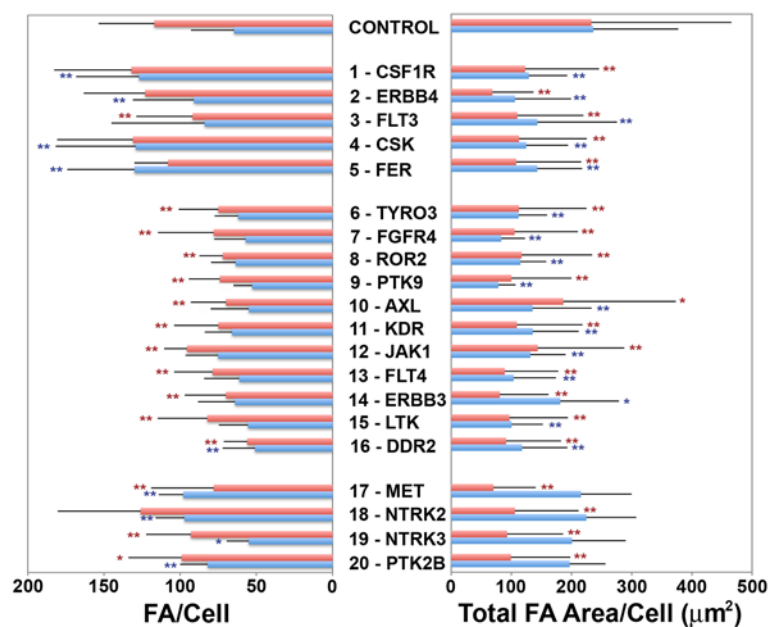 CONTROL
** 1 - CSF1R ** **
** 2 - ERBB4 ** **
** 3 - FLT3 ** **
** 4 - CSK ** **
** 5 - FER ** **
** 6 - TYRO3 ** **
** 7 - FGFR4 ** **
** 8 - ROR2 ** **
** 9 - PTK9 ** **
** 10 - AXL * **
** 11 - KDR ** **
** 12 - JAK1 ** **
** 13 - FLT4 ** **
** 14 - ERBB3 ** *
** 15 - LTK ** **
** ** 16 - DDR2 ** **
** ** 17 - MET **
** 18 - NTRK2 **
** * 19 - NTRK3 **
* ** 20 - PTK2B **
200 150 100 50 0 0 100 200 300 400 500
FA/Cell Total FA Area/Cell (μm²)